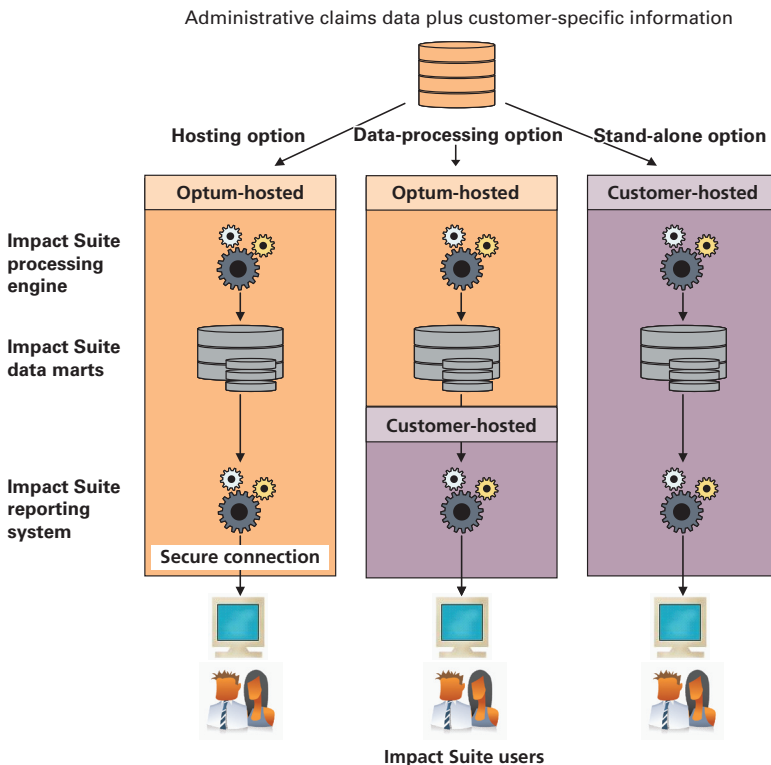 Administrative claims data plus customer-specific information
Hosting option
Data-processing option
Stand-alone option
Optum-hosted
Optum-hosted
Customer-hosted
Impact Suite
processing
engine
Impact Suite
data marts
Customer-hosted
Impact Suite
reporting
system
Secure connection
Impact Suite users